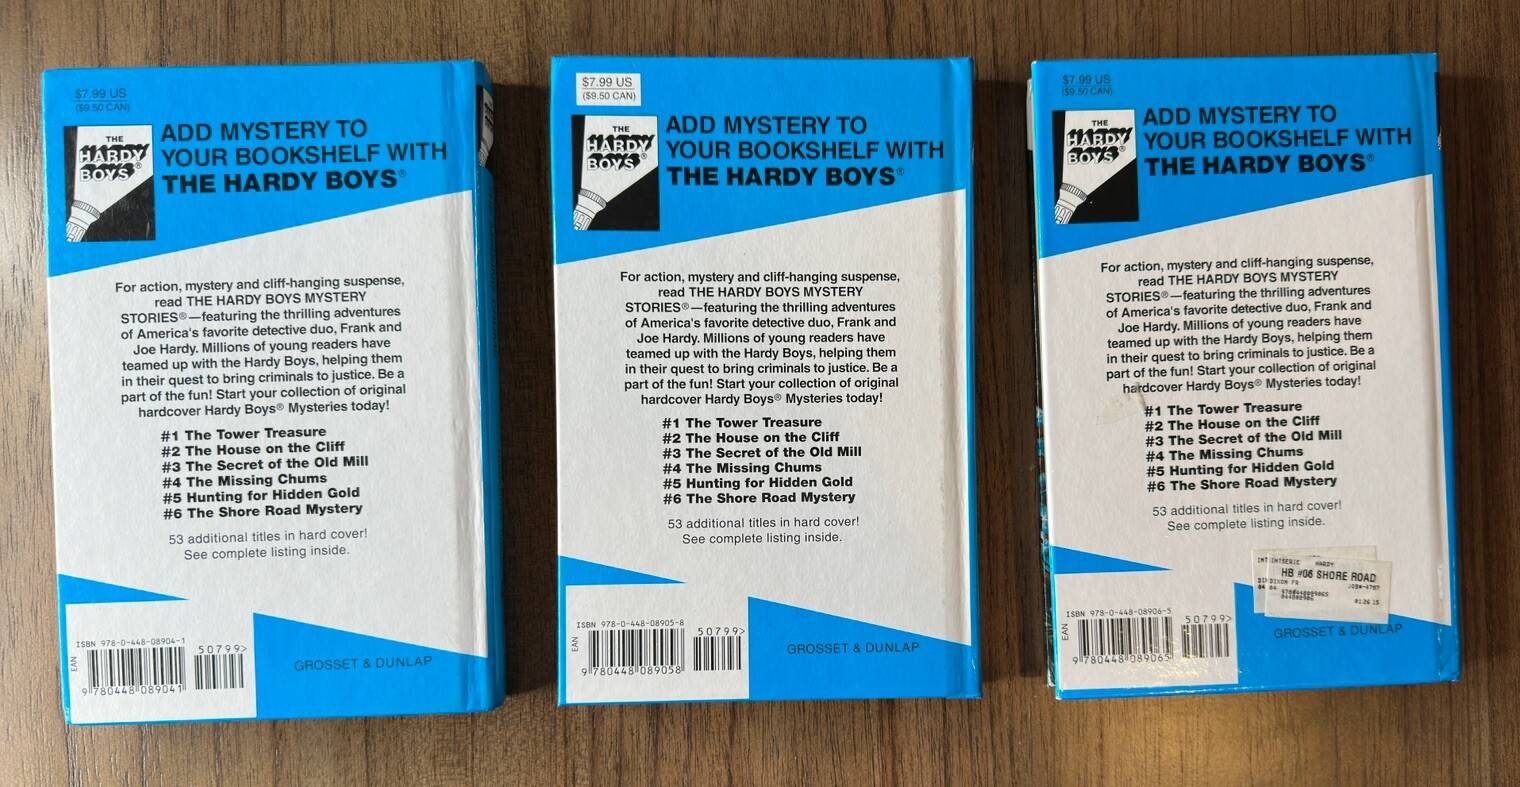 $7.99 US
($9.50 CAN)
THE
HARDY
BOYS®
ADD MYSTERY TO
YOUR BOOKSHELF WITH
THE HARDY BOYS®
For action, mystery and cliff-hanging suspense,
read THE HARDY BOYS MYSTERY
STORIES®—featuring the thrilling adventures
of America's favorite detective duo, Frank and
Joe Hardy. Millions of young readers have
teamed up with the Hardy Boys, helping them
in their quest to bring criminals to justice. Be a
part of the fun! Start your collection of original
hardcover Hardy Boys® Mysteries today!
#1 The Tower Treasure
#2 The House on the Cliff
#3 The Secret of the Old Mill
#4 The Missing Chums
#5 Hunting for Hidden Gold
#6 The Shore Road Mystery
53 additional titles in hard cover!
See complete listing inside.
ISBN 978-0-448-08904-1
50799>
EAN
9 780448 089041
GROSSET & DUNLAP
$7.99 US
($9.50 CAN)
THE
HARDY
BOYS®
ADD MYSTERY TO
YOUR BOOKSHELF WITH
THE HARDY BOYS®
For action, mystery and cliff-hanging suspense,
read THE HARDY BOYS MYSTERY
STORIES®—featuring the thrilling adventures
of America's favorite detective duo, Frank and
Joe Hardy. Millions of young readers have
teamed up with the Hardy Boys, helping them
in their quest to bring criminals to justice. Be a
part of the fun! Start your collection of original
hardcover Hardy Boys® Mysteries today!
#1 The Tower Treasure
#2 The House on the Cliff
#3 The Secret of the Old Mill
#4 The Missing Chums
#5 Hunting for Hidden Gold
#6 The Shore Road Mystery
53 additional titles in hard cover!
See complete listing inside.
ISBN 978-0-448-08905-8
50799>
EAN
9 780448 089058
GROSSET & DUNLAP
$7.99 US
($9.50 CAN)
THE
HARDY
BOYS®
ADD MYSTERY TO
YOUR BOOKSHELF WITH
THE HARDY BOYS®
For action, mystery and cliff-hanging suspense,
read THE HARDY BOYS MYSTERY
STORIES®—featuring the thrilling adventures
of America's favorite detective duo, Frank and
Joe Hardy. Millions of young readers have
teamed up with the Hardy Boys, helping them
in their quest to bring criminals to justice. Be a
part of the fun! Start your collection of original
hardcover Hardy Boys® Mysteries today!
#1 The Tower Treasure
#2 The House on the Cliff
#3 The Secret of the Old Mill
#4 The Missing Chums
#5 Hunting for Hidden Gold
#6 The Shore Road Mystery
53 additional titles in hard cover!
See complete listing inside.
INTSERIE HARDY
HB #06 SHORE ROAD
DIXON FR
9780448089065
448008906
0126 15
ISBN 978-0-448-08906-5
50799>
EAN
9 780448 089065
GROSSET & DUNLAP